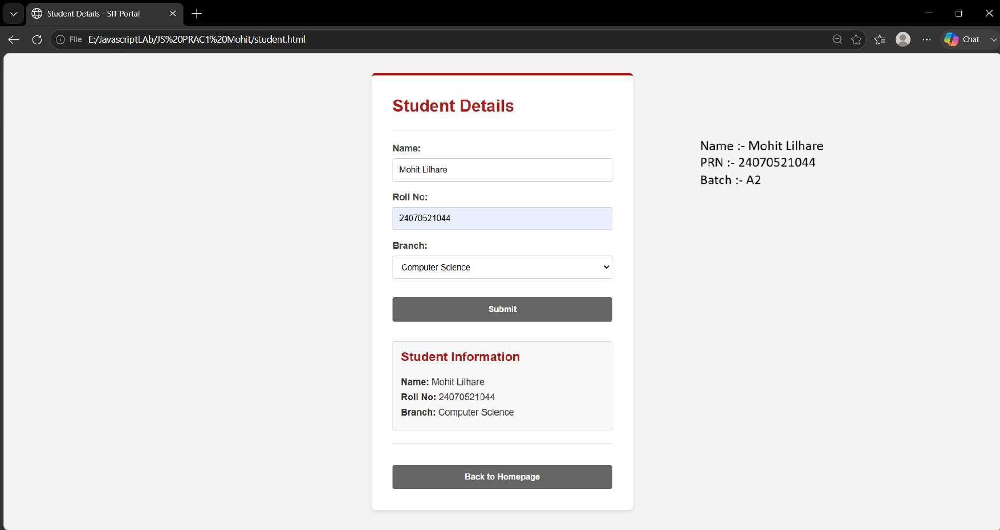 Student Details - SIT Portal
File E:/JavascriptLAb/JS%20PRAC1%20Mohit/student.html
Chat
Student Details
Name:
Mohit Lilhare
Roll No:
24070521044
Branch:
Computer Science
Submit
Student Information
Name: Mohit Lilhare
Roll No: 24070521044
Branch: Computer Science
Back to Homepage
Name :- Mohit Lilhare
PRN :- 24070521044
Batch :- A2